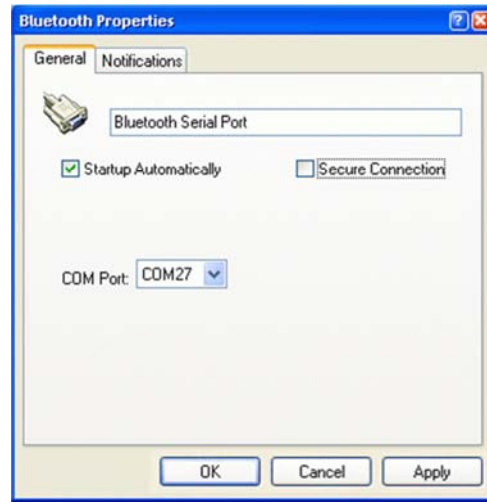 Bluetooth Properties
General Notifications
Bluetooth Serial Port
Startup Automatically Secure Connection
COM Port: COM27
OK Cancel Apply